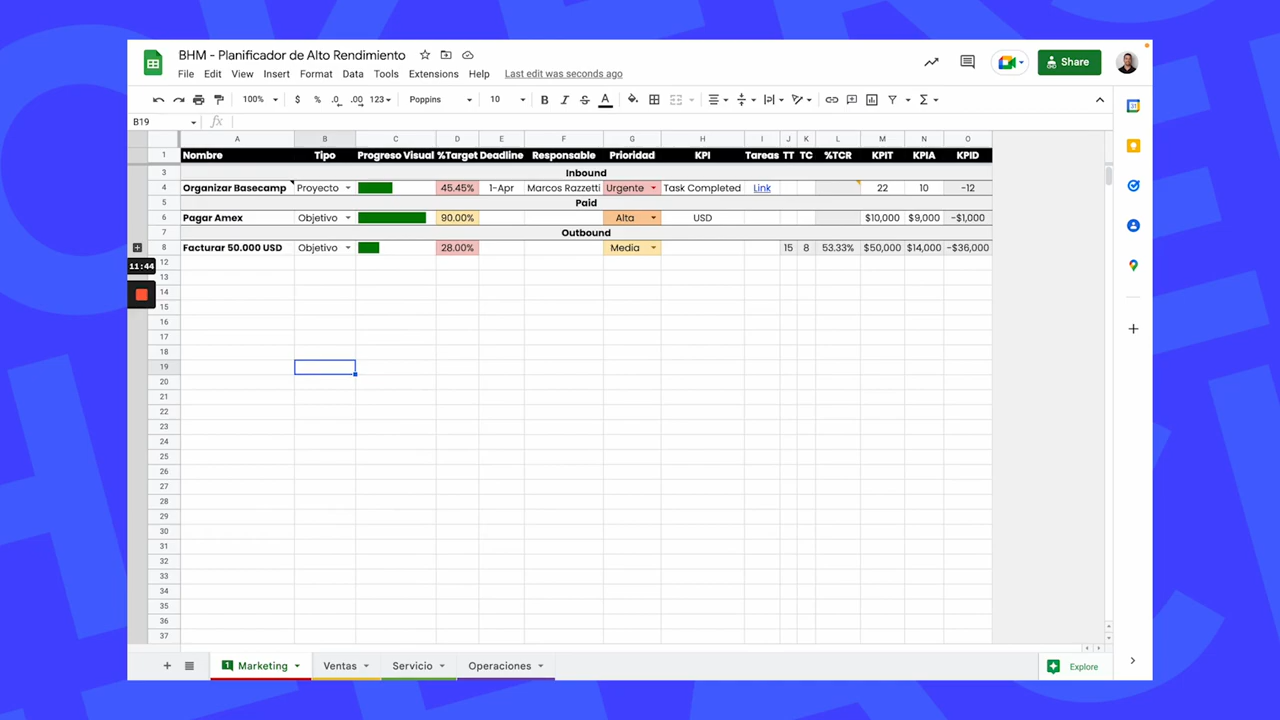 BHM - Planificador de Alto Rendimiento
File Edit View Insert Format Data Tools Extensions Help Last edit was seconds ago
Share
100% $ % .0 .00 123 Poppins 10 B I S A
B19 fx
A B C D E F G H I J K L M N O
1 Nombre Tipo Progreso Visual %Target Deadline Responsable Prioridad KPI Tareas TT TC %TCR KPIT KPIA KPID
3 Inbound
4 Organizar Basecamp Proyecto 45.45% 1-Apr Marcos Razzetti Urgente Task Completed Link 22 10 -12
5 Paid
6 Pagar Amex Objetivo 90.00% Alta USD $10,000 $9,000 -$1,000
7 Outbound
8 Facturar 50.000 USD Objetivo 28.00% Media 15 8 53.33% $50,000 $14,000 -$36,000
11:44
12
13
14
15
16
17
18
19
20
21
22
23
24
25
26
27
28
29
30
31
32
33
34
35
36
37
1 Marketing Ventas Servicio Operaciones Explore